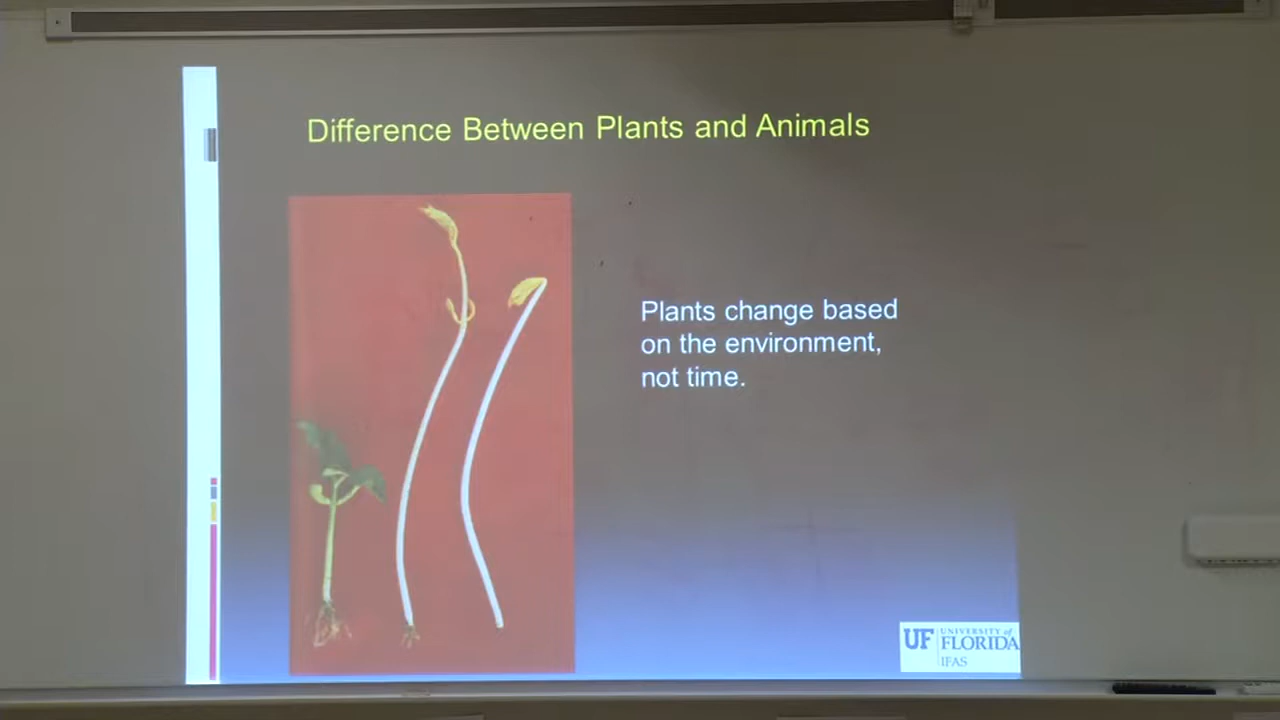 Difference Between Plants and Animals
Plants change based
on the environment,
not time.
UF UNIVERSITY of
FLORIDA
IFAS